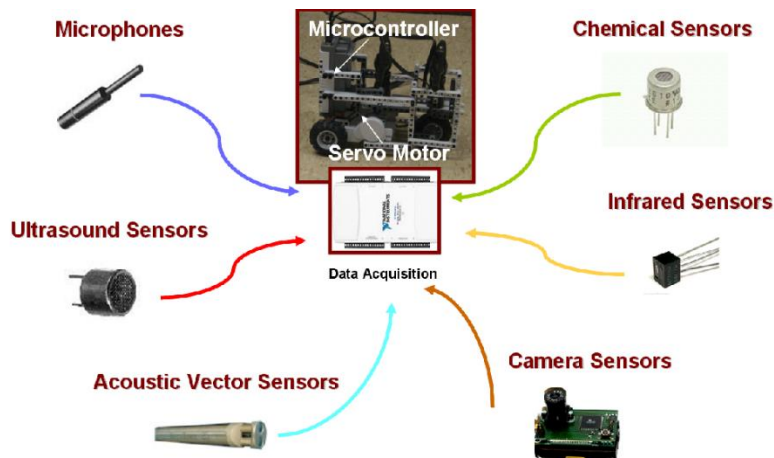 Microphones
Microcontroller
Chemical Sensors
Servo Motor
Infrared Sensors
Ultrasound Sensors
Data Acquisition
Acoustic Vector Sensors
Camera Sensors